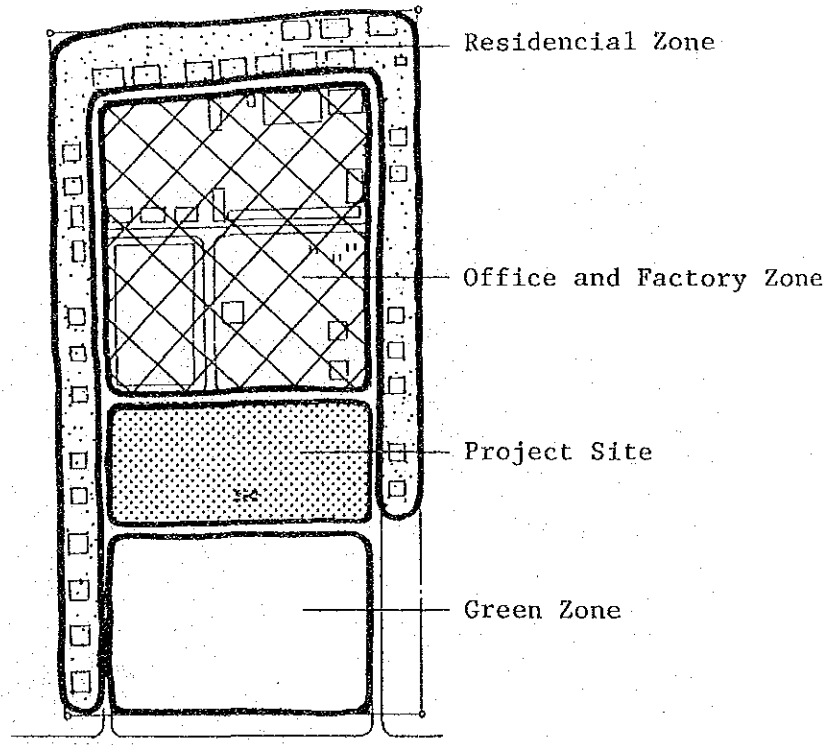 Residencial Zone
Office and Factory Zone
Project Site
Green Zone